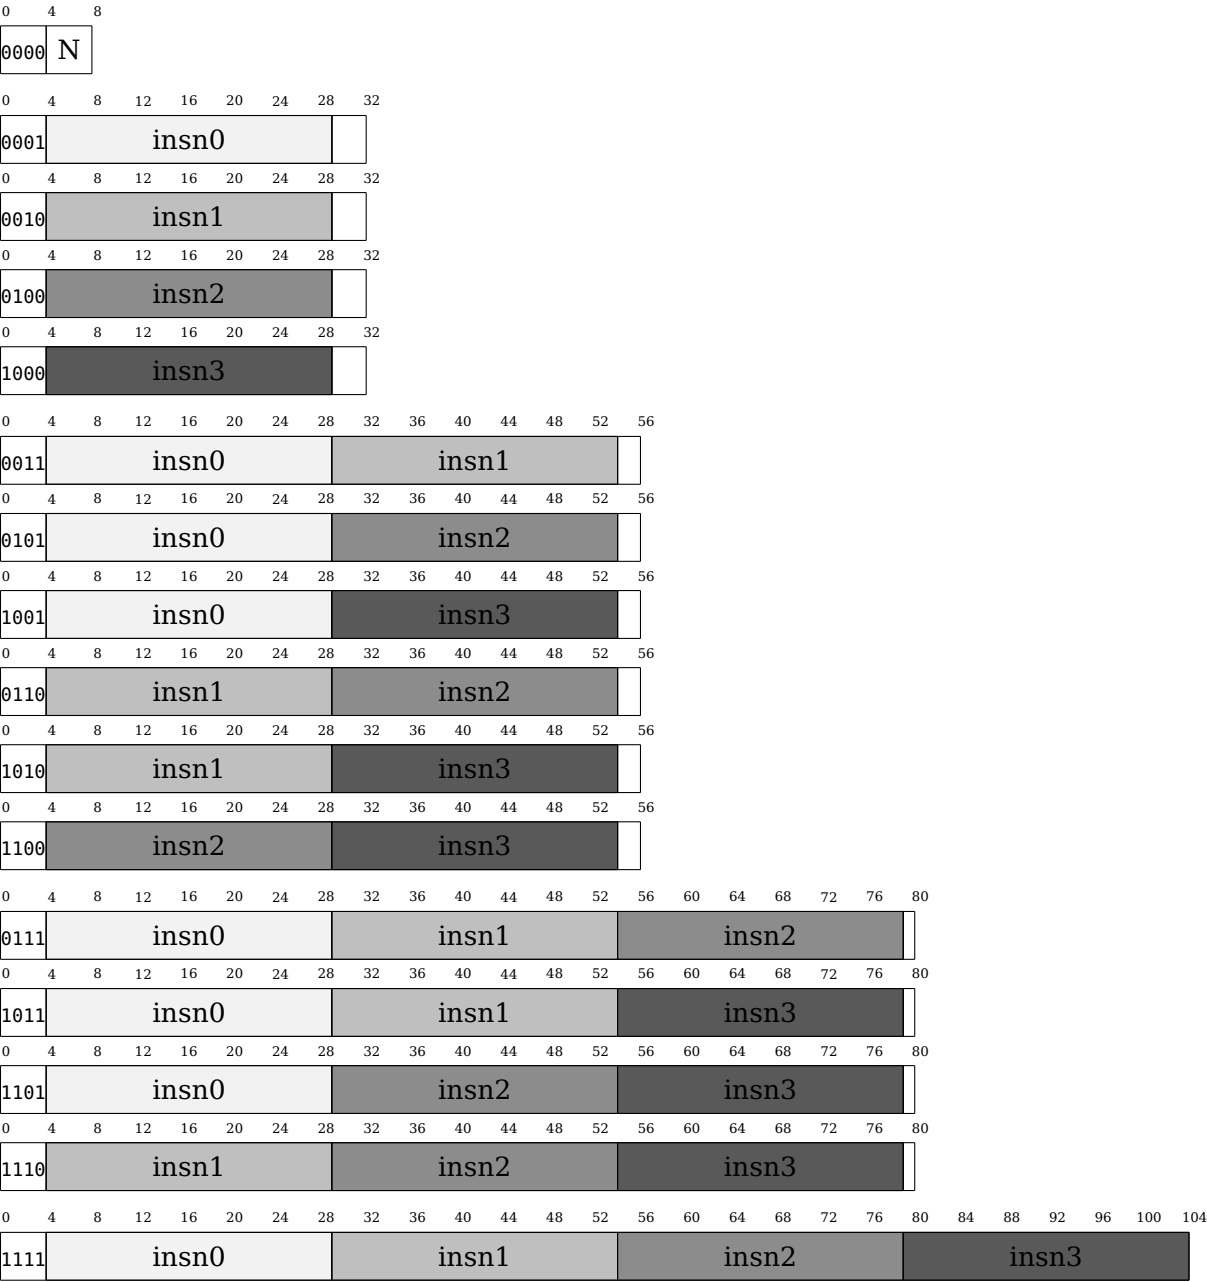 0 4 8
0000 N
0 4 8 12 16 20 24 28 32
0001 insn0
0 4 8 12 16 20 24 28 32
0010 insn1
0 4 8 12 16 20 24 28 32
0100 insn2
0 4 8 12 16 20 24 28 32
1000 insn3
0 4 8 12 16 20 24 28 32 36 40 44 48 52 56
0011 insn0 insn1
0 4 8 12 16 20 24 28 32 36 40 44 48 52 56
0101 insn0 insn2
0 4 8 12 16 20 24 28 32 36 40 44 48 52 56
1001 insn0 insn3
0 4 8 12 16 20 24 28 32 36 40 44 48 52 56
0110 insn1 insn2
0 4 8 12 16 20 24 28 32 36 40 44 48 52 56
1010 insn1 insn3
0 4 8 12 16 20 24 28 32 36 40 44 48 52 56
1100 insn2 insn3
0 4 8 12 16 20 24 28 32 36 40 44 48 52 56 60 64 68 72 76 80
0111 insn0 insn1 insn2
0 4 8 12 16 20 24 28 32 36 40 44 48 52 56 60 64 68 72 76 80
1011 insn0 insn1 insn3
0 4 8 12 16 20 24 28 32 36 40 44 48 52 56 60 64 68 72 76 80
1101 insn0 insn2 insn3
0 4 8 12 16 20 24 28 32 36 40 44 48 52 56 60 64 68 72 76 80
1110 insn1 insn2 insn3
0 4 8 12 16 20 24 28 32 36 40 44 48 52 56 60 64 68 72 76 80 84 88 92 96 100 104
1111 insn0 insn1 insn2 insn3